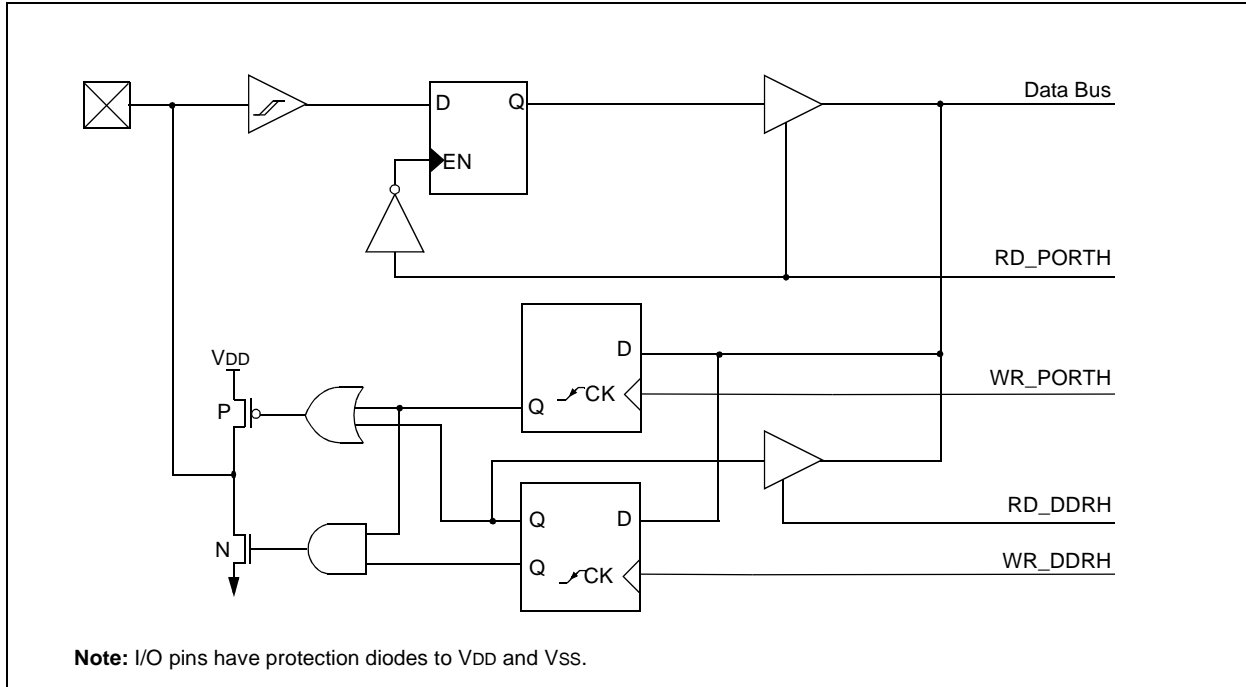 Data Bus
D
Q
EN
RD_PORTH
VDD
D
WR_PORTH
P
Q
CK
RD_DDRH
Q
D
N
Q
CK
WR_DDRH
Note: I/O pins have protection diodes to VDD and VSS.